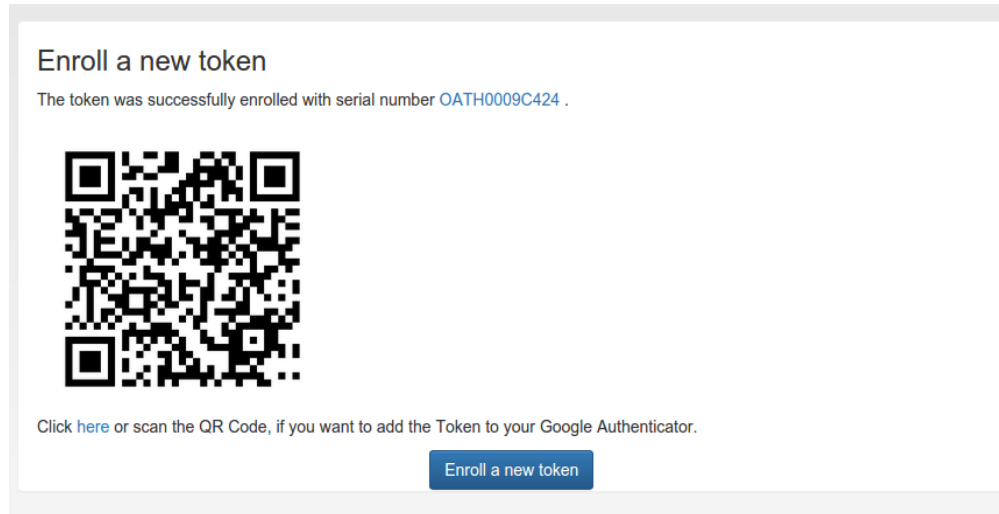 Enroll a new token
The token was successfully enrolled with serial number OATH0009C424 .
Click here or scan the QR Code, if you want to add the Token to your Google Authenticator.
Enroll a new token